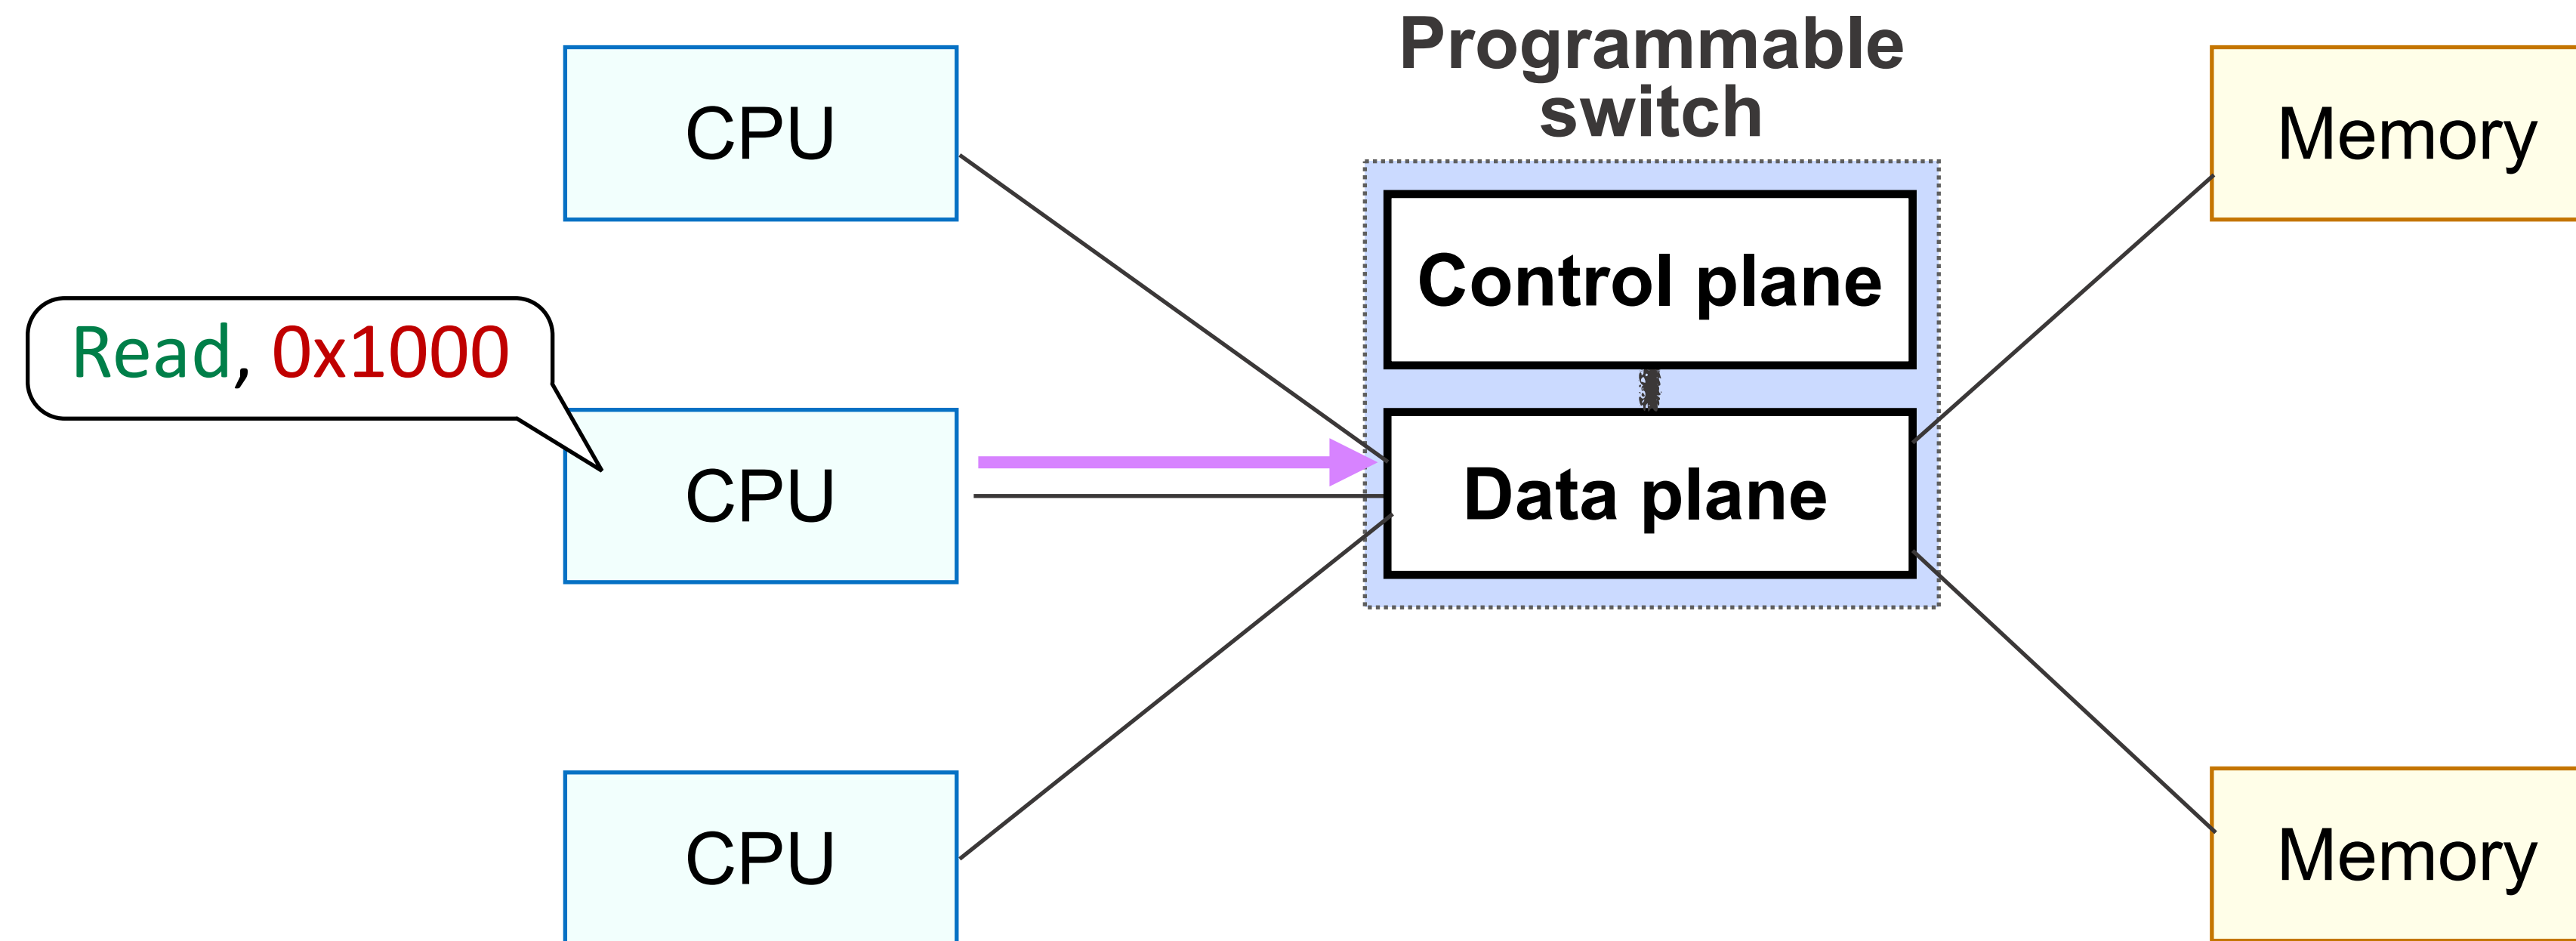 Programmable
switch
CPU
Memory
Control plane
Read, 0x1000
CPU
Data plane
CPU
Memory